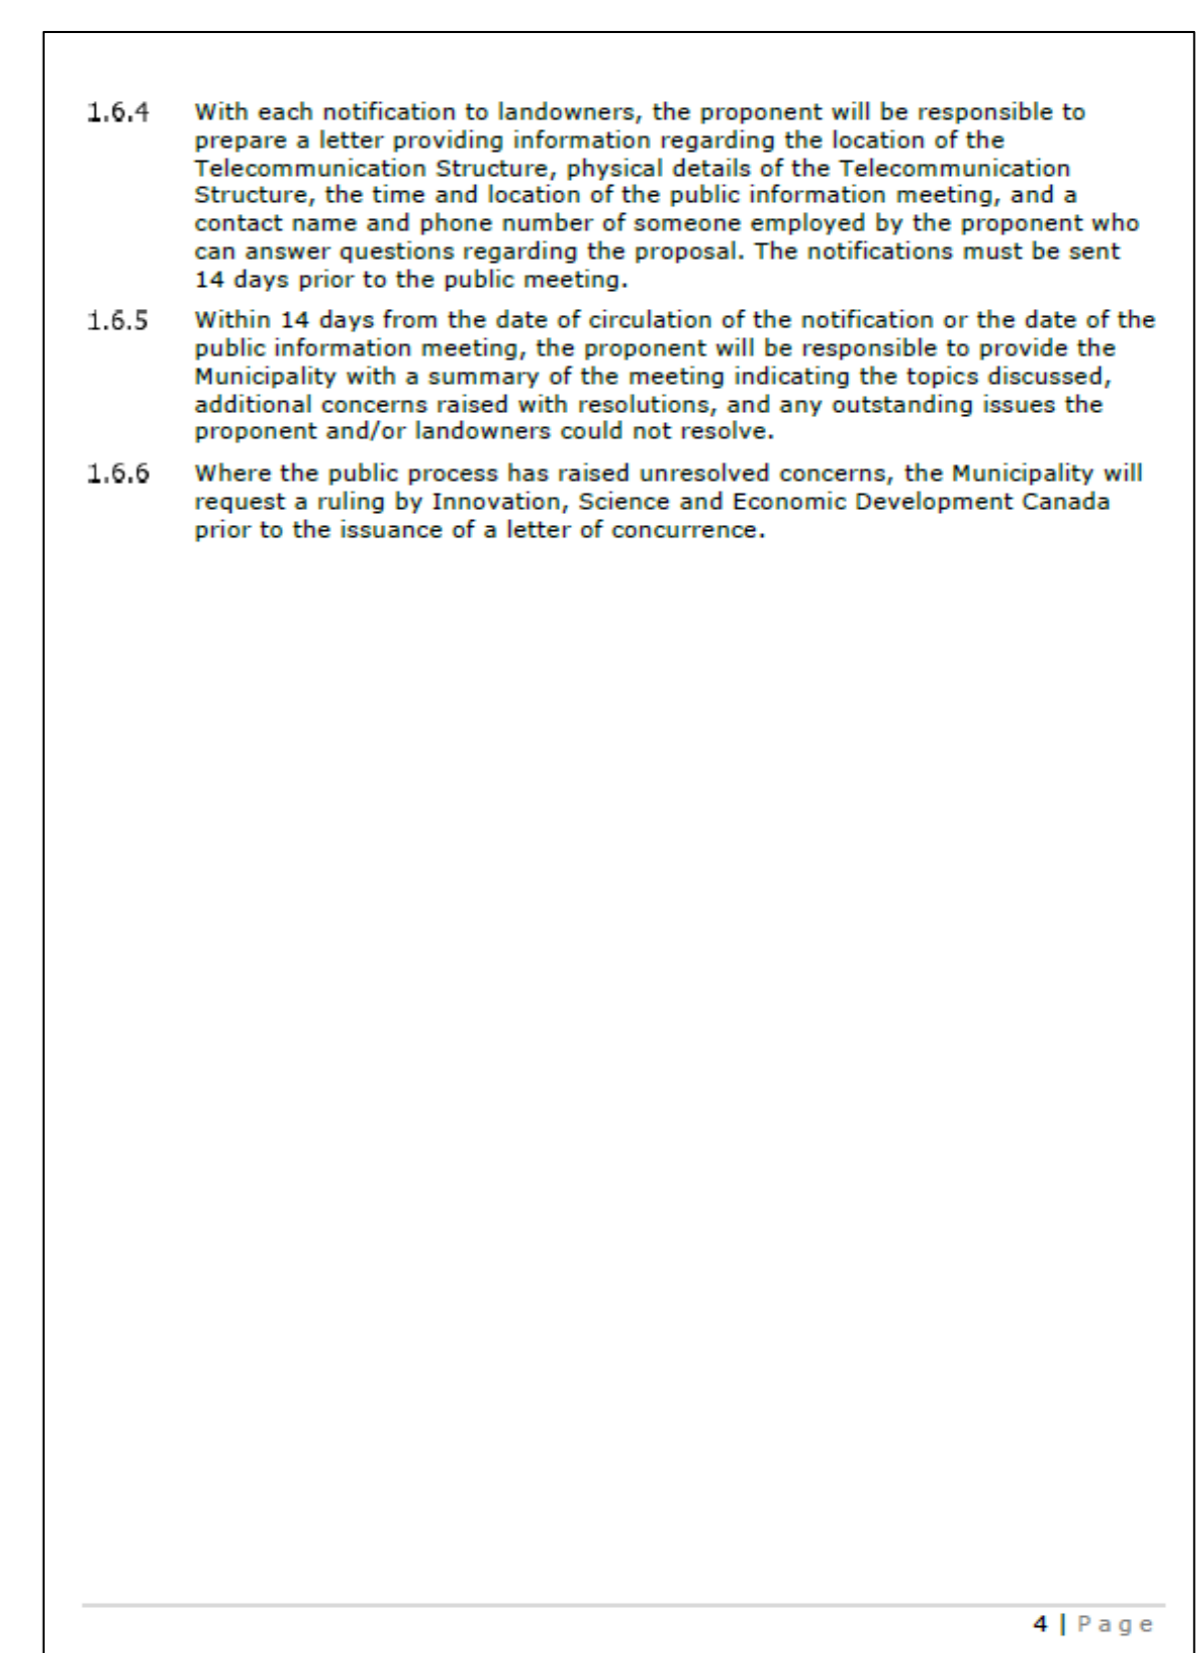 1.6.4 With each notification to landowners, the proponent will be responsible to
prepare a letter providing information regarding the location of the
Telecommunication Structure, physical details of the Telecommunication
Structure, the time and location of the public information meeting, and a
contact name and phone number of someone employed by the proponent who
can answer questions regarding the proposal. The notifications must be sent
14 days prior to the public meeting.
1.6.5 Within 14 days from the date of circulation of the notification or the date of the
public information meeting, the proponent will be responsible to provide the
Municipality with a summary of the meeting indicating the topics discussed,
additional concerns raised with resolutions, and any outstanding issues the
proponent and/or landowners could not resolve.
1.6.6 Where the public process has raised unresolved concerns, the Municipality will
request a ruling by Innovation, Science and Economic Development Canada
prior to the issuance of a letter of concurrence.
4 | Page